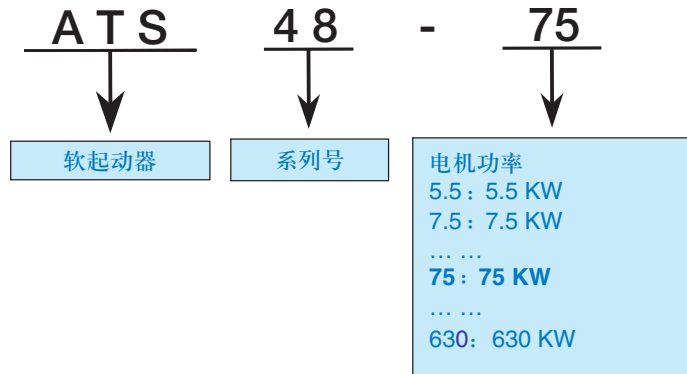 ATS 48 - 75
软起动器
系列号
电机功率
5.5：5.5 KW
7.5：7.5 KW
… …
75：75 KW
… …
630：630 KW